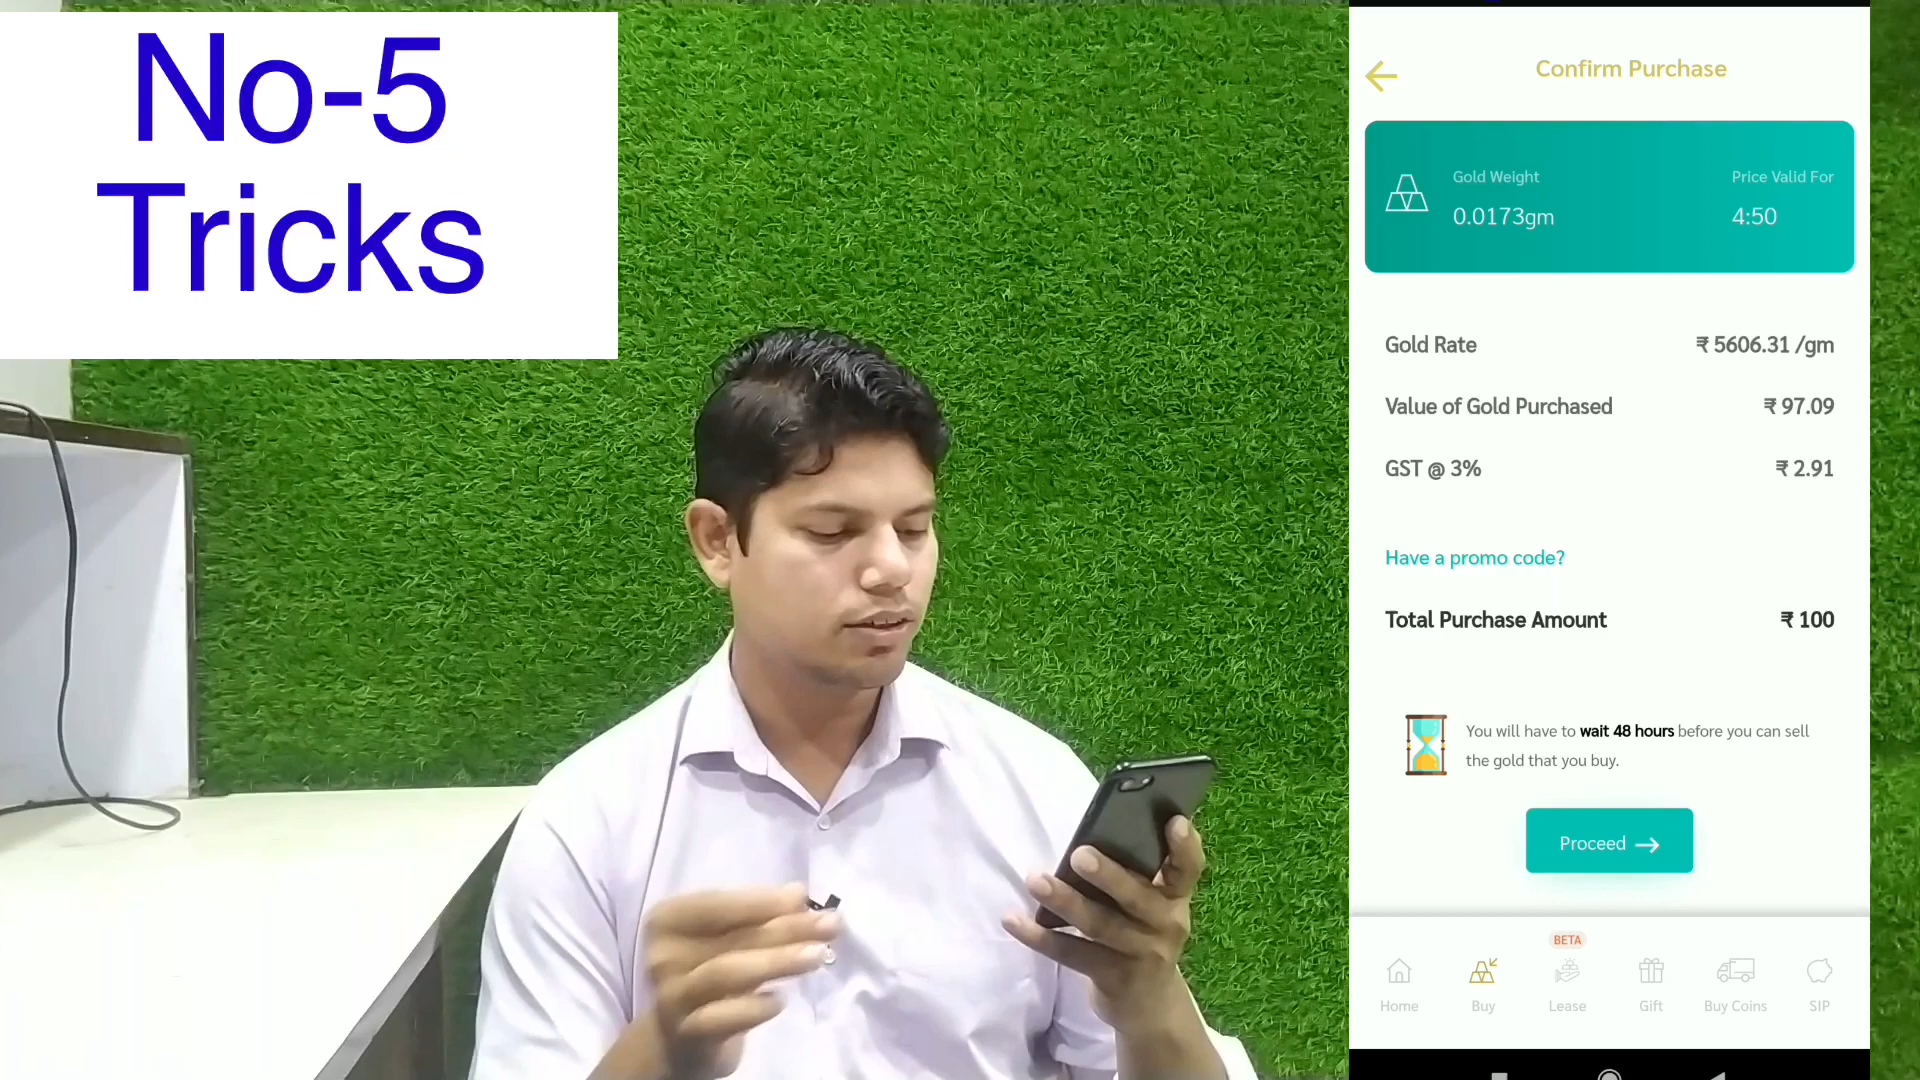 No-5
Tricks
Confirm Purchase
Gold Weight
0.0173gm
Price Valid For
4:50
Gold Rate
₹ 5606.31 /gm
Value of Gold Purchased
₹ 97.09
GST @ 3%
₹ 2.91
Have a promo code?
Total Purchase Amount
₹ 100
You will have to wait 48 hours before you can sell
the gold that you buy.
Proceed
BETA
Home
Buy
Lease
Gift
Buy Coins
SIP